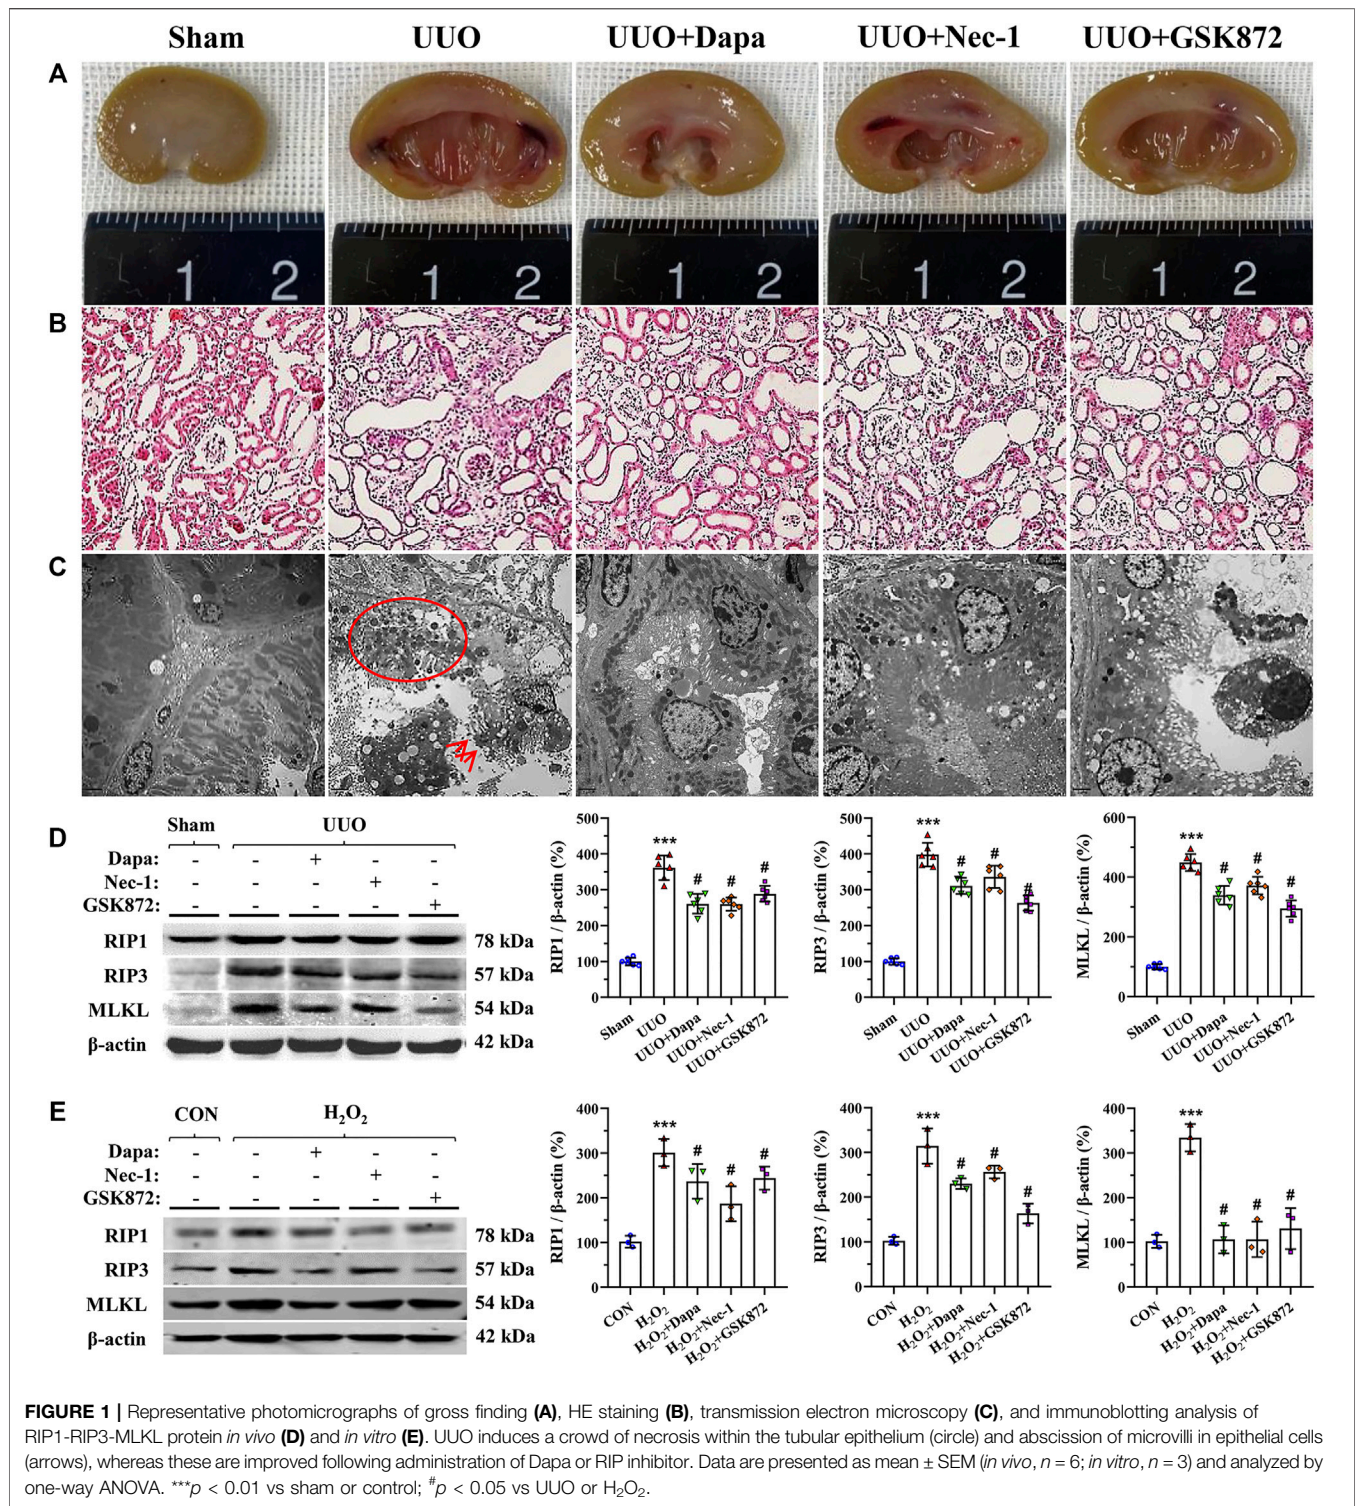 Sham UUO UUO+Dapa UUO+Nec-1 UUO+GSK872
A
1 2 1 2 1 2 1 2 1 2
B
C
D
Sham UUO
Dapa: - - + - -
Nec-1: - - - + -
GSK872: - - - - +
RIP1 78 kDa
RIP3 57 kDa
MLKL 54 kDa
β-actin 42 kDa
RIP1 / β-actin (%)
500
400
300
200
100
0
*** # # #
Sham UUO UUO+Dapa UUO+Nec-1 UUO+GSK872
RIP3 / β-actin (%)
500
400
300
200
100
0
*** # # #
Sham UUO UUO+Dapa UUO+Nec-1 UUO+GSK872
MLKL / β-actin (%)
600
400
200
0
*** # # #
Sham UUO UUO+Dapa UUO+Nec-1 UUO+GSK872
E
CON H₂O₂
Dapa: - - + - -
Nec-1: - - - + -
GSK872: - - - - +
RIP1 78 kDa
RIP3 57 kDa
MLKL 54 kDa
β-actin 42 kDa
RIP1 / β-actin (%)
400
300
200
100
0
*** # # #
CON H₂O₂ H₂O₂+Dapa H₂O₂+Nec-1 H₂O₂+GSK872
RIP3 / β-actin (%)
400
300
200
100
0
*** # # #
CON H₂O₂ H₂O₂+Dapa H₂O₂+Nec-1 H₂O₂+GSK872
MLKL / β-actin (%)
400
300
200
100
0
*** # # #
CON H₂O₂ H₂O₂+Dapa H₂O₂+Nec-1 H₂O₂+GSK872
FIGURE 1 | Representative photomicrographs of gross finding (A), HE staining (B), transmission electron microscopy (C), and immunoblotting analysis of
RIP1-RIP3-MLKL protein in vivo (D) and in vitro (E). UUO induces a crowd of necrosis within the tubular epithelium (circle) and abscission of microvilli in epithelial cells
(arrows), whereas these are improved following administration of Dapa or RIP inhibitor. Data are presented as mean ± SEM (in vivo, n = 6; in vitro, n = 3) and analyzed by
one-way ANOVA. ***p < 0.01 vs sham or control; #p < 0.05 vs UUO or H₂O₂.